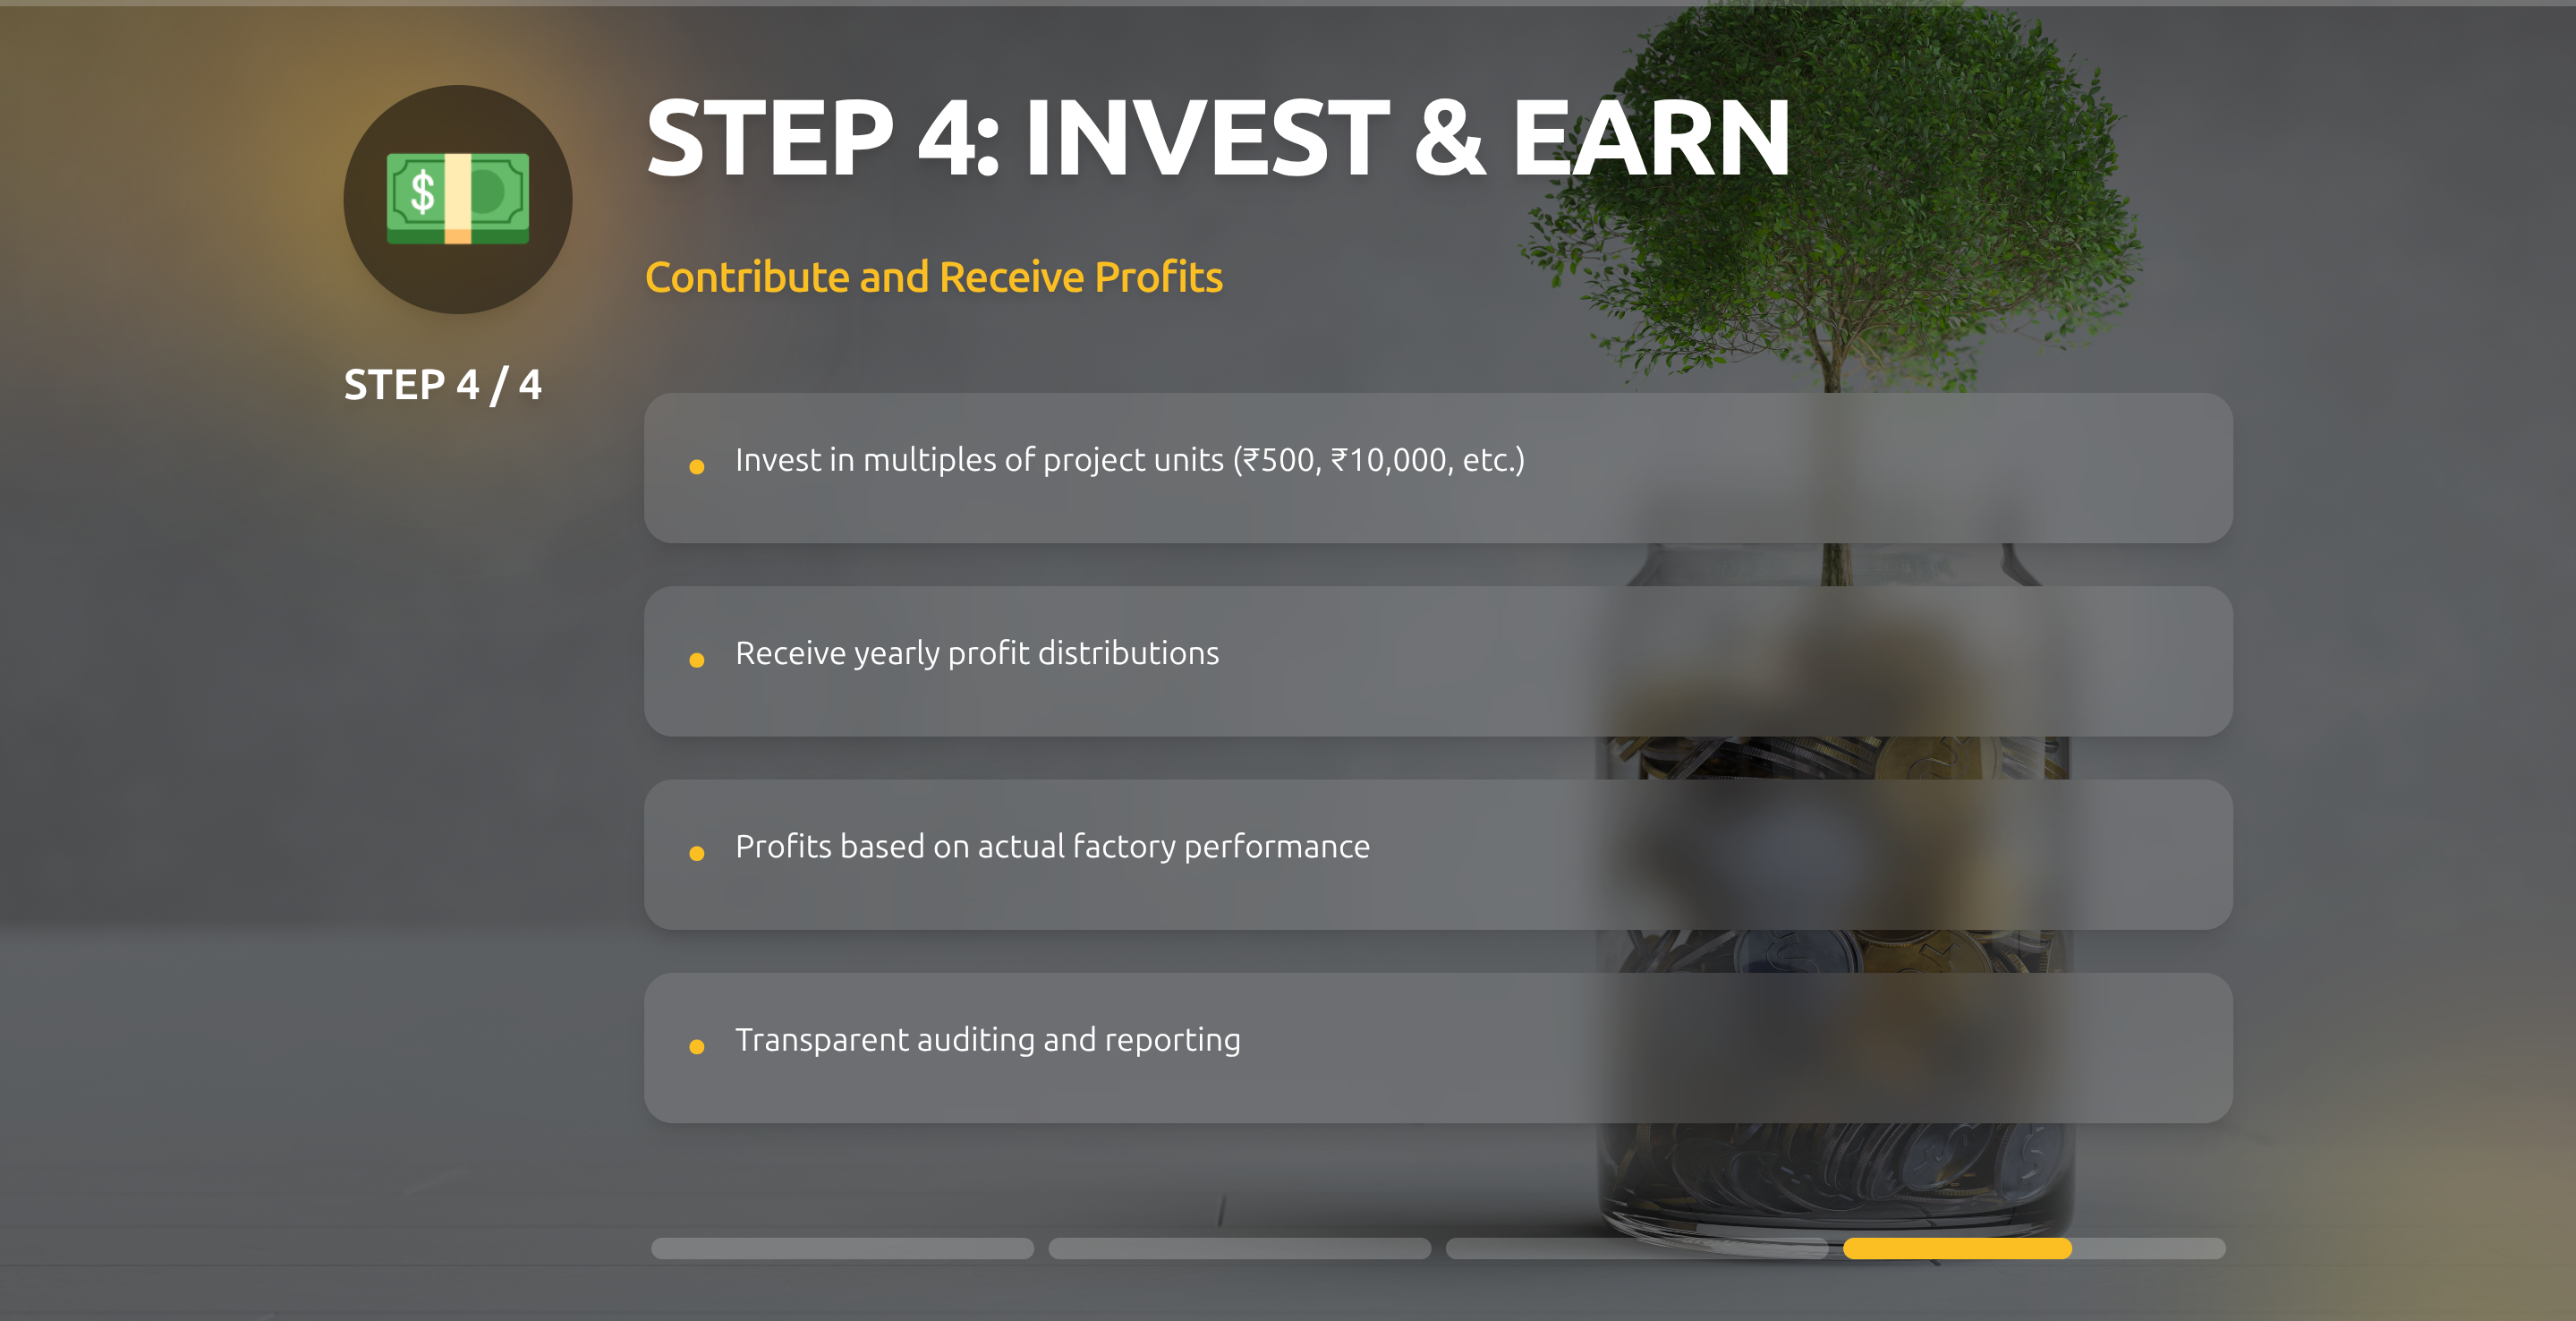 STEP 4: INVEST & EARN
Contribute and Receive Profits
STEP 4 / 4
Invest in multiples of project units (₹500, ₹10,000, etc.)
Receive yearly profit distributions
Profits based on actual factory performance
Transparent auditing and reporting